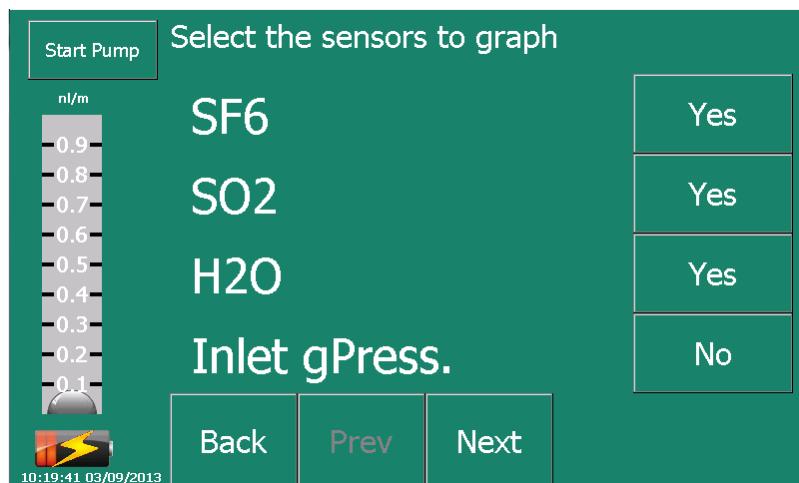 Start Pump
Select the sensors to graph
nl/m
0.9
0.8
0.7
0.6
0.5
0.4
0.3
0.2
0.1
SF6 Yes
SO2 Yes
H2O Yes
Inlet gPress. No
Back Prev Next
10:19:41 03/09/2013